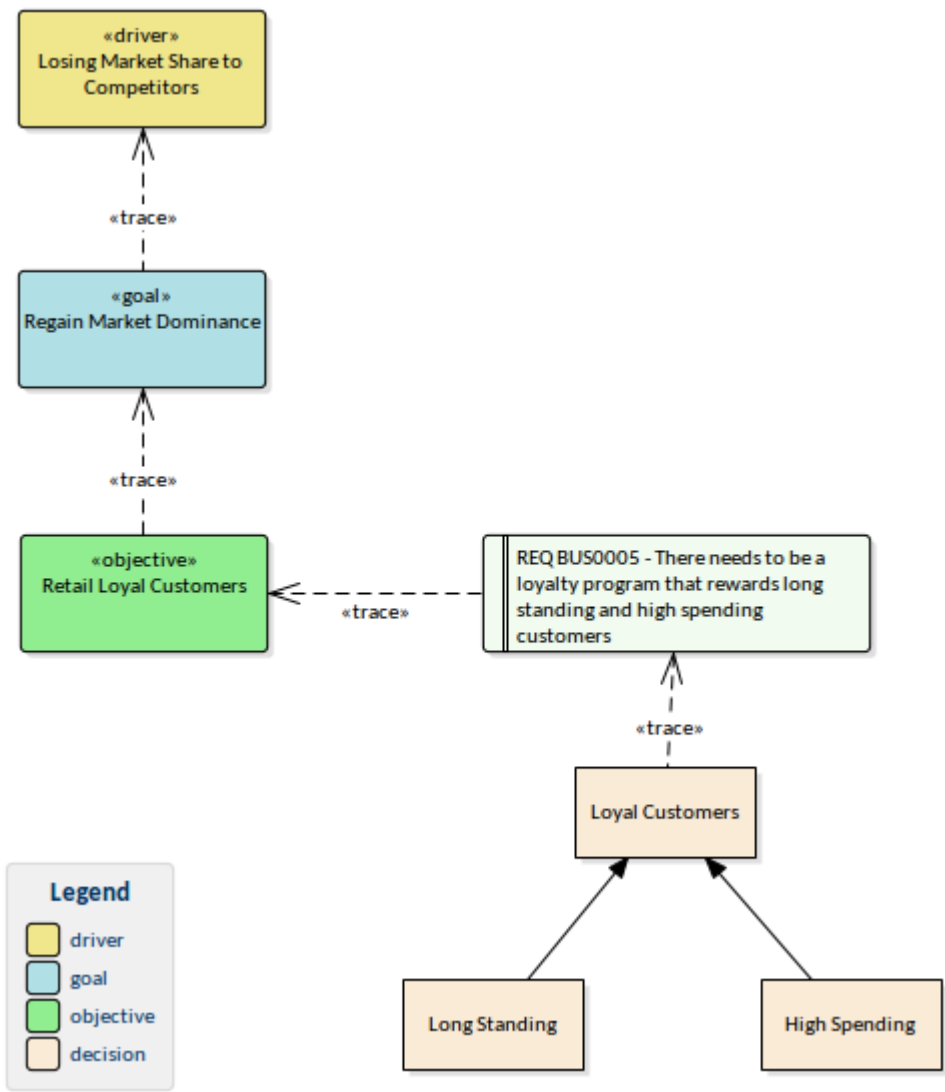 «driver»
Losing Market Share to
Competitors
«trace»
«goal»
Regain Market Dominance
«trace»
«objective»
Retail Loyal Customers
«trace»
REQ BUS0005 - There needs to be a
loyalty program that rewards long
standing and high spending
customers
«trace»
Loyal Customers
Long Standing
High Spending
Legend
driver
goal
objective
decision